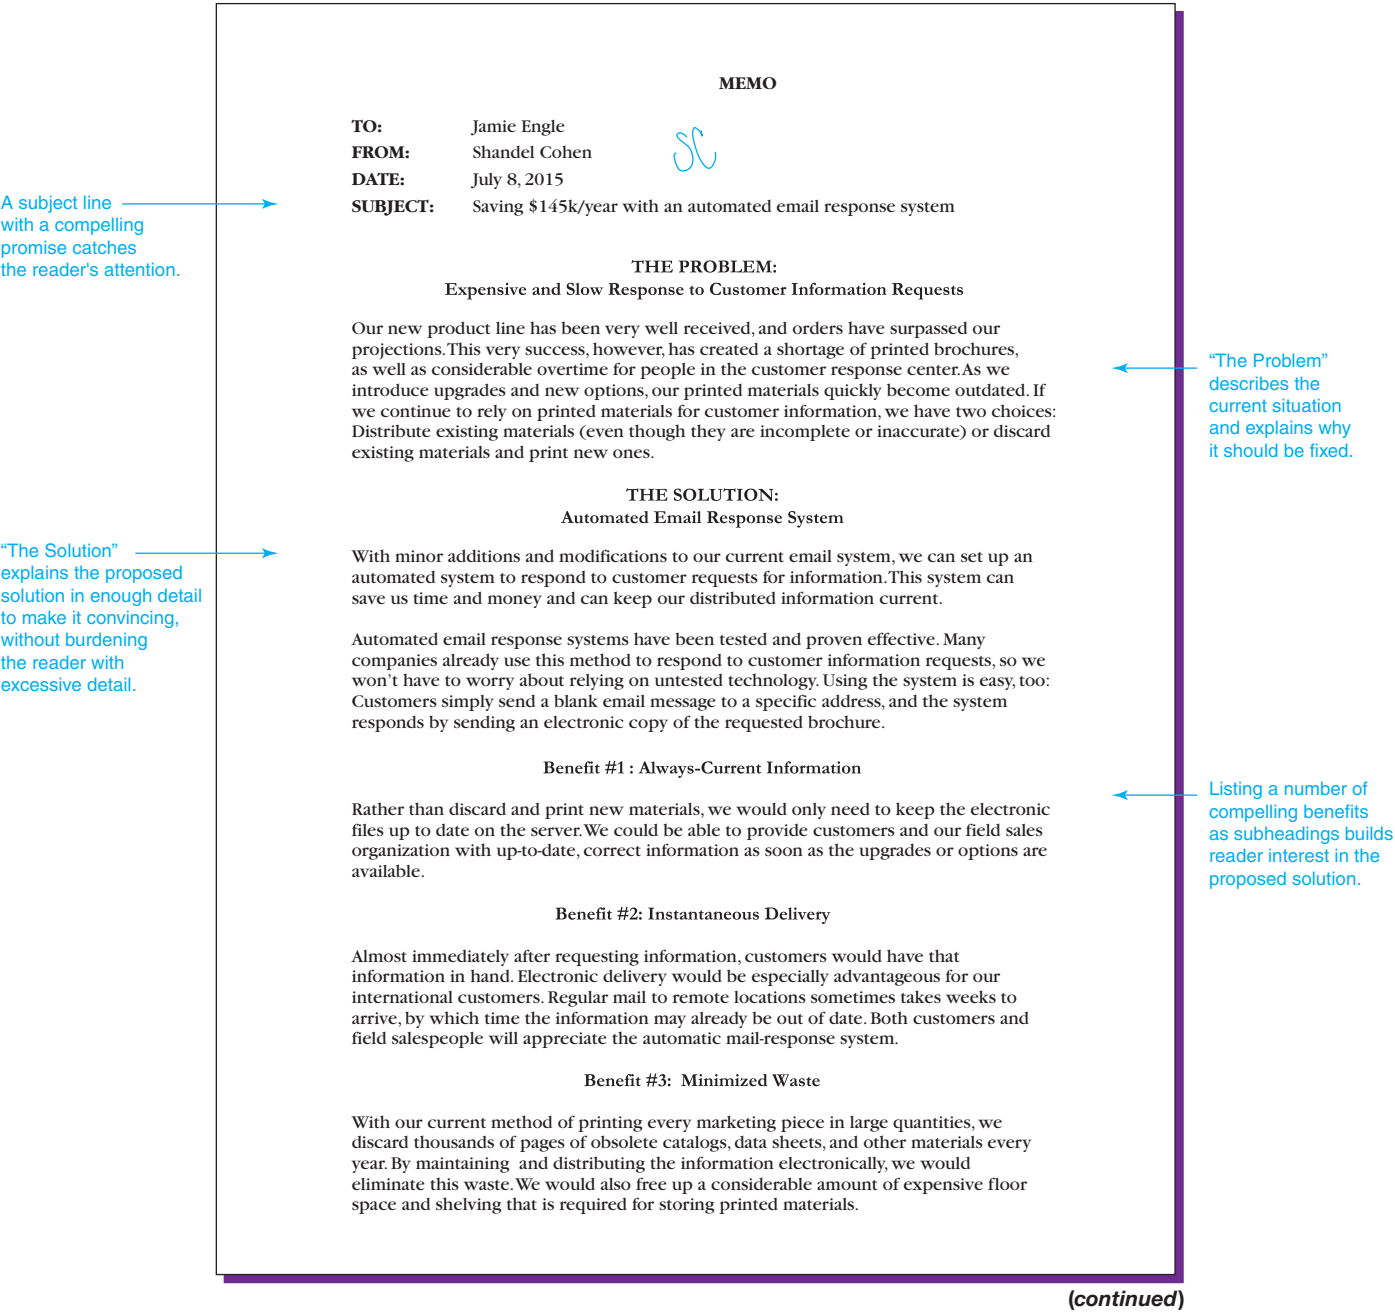 MEMO
TO: Jamie Engle
FROM: Shandel Cohen
SC
DATE: July 8, 2015
SUBJECT: Saving $145k/year with an automated email response system
A subject line
with a compelling
promise catches
the reader's attention.
THE PROBLEM:
Expensive and Slow Response to Customer Information Requests
Our new product line has been very well received, and orders have surpassed our
projections. This very success, however, has created a shortage of printed brochures,
as well as considerable overtime for people in the customer response center. As we
introduce upgrades and new options, our printed materials quickly become outdated. If
we continue to rely on printed materials for customer information, we have two choices:
Distribute existing materials (even though they are incomplete or inaccurate) or discard
existing materials and print new ones.
“The Problem”
describes the
current situation
and explains why
it should be fixed.
THE SOLUTION:
Automated Email Response System
“The Solution”
explains the proposed
solution in enough detail
to make it convincing,
without burdening
the reader with
excessive detail.
With minor additions and modifications to our current email system, we can set up an
automated system to respond to customer requests for information. This system can
save us time and money and can keep our distributed information current.
Automated email response systems have been tested and proven effective. Many
companies already use this method to respond to customer information requests, so we
won’t have to worry about relying on untested technology. Using the system is easy, too:
Customers simply send a blank email message to a specific address, and the system
responds by sending an electronic copy of the requested brochure.
Benefit #1 : Always-Current Information
Rather than discard and print new materials, we would only need to keep the electronic
files up to date on the server. We could be able to provide customers and our field sales
organization with up-to-date, correct information as soon as the upgrades or options are
available.
Listing a number of
compelling benefits
as subheadings builds
reader interest in the
proposed solution.
Benefit #2: Instantaneous Delivery
Almost immediately after requesting information, customers would have that
information in hand. Electronic delivery would be especially advantageous for our
international customers. Regular mail to remote locations sometimes takes weeks to
arrive, by which time the information may already be out of date. Both customers and
field salespeople will appreciate the automatic mail-response system.
Benefit #3: Minimized Waste
With our current method of printing every marketing piece in large quantities, we
discard thousands of pages of obsolete catalogs, data sheets, and other materials every
year. By maintaining and distributing the information electronically, we would
eliminate this waste. We would also free up a considerable amount of expensive floor
space and shelving that is required for storing printed materials.
(continued)